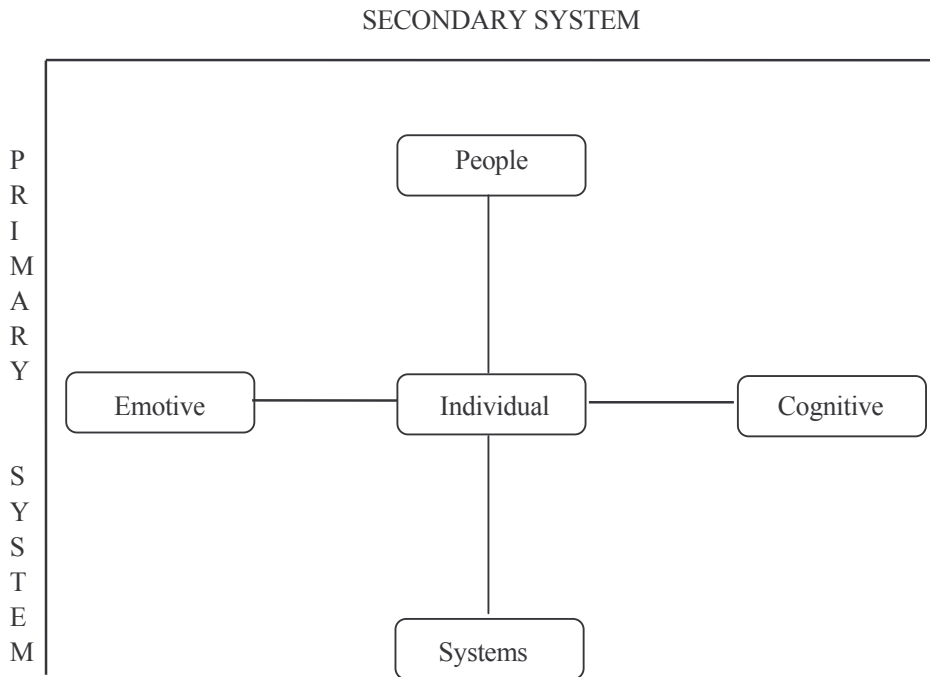 SECONDARY SYSTEM
PRIMARY SYSTEM
People
Emotive Individual Cognitive
Systems